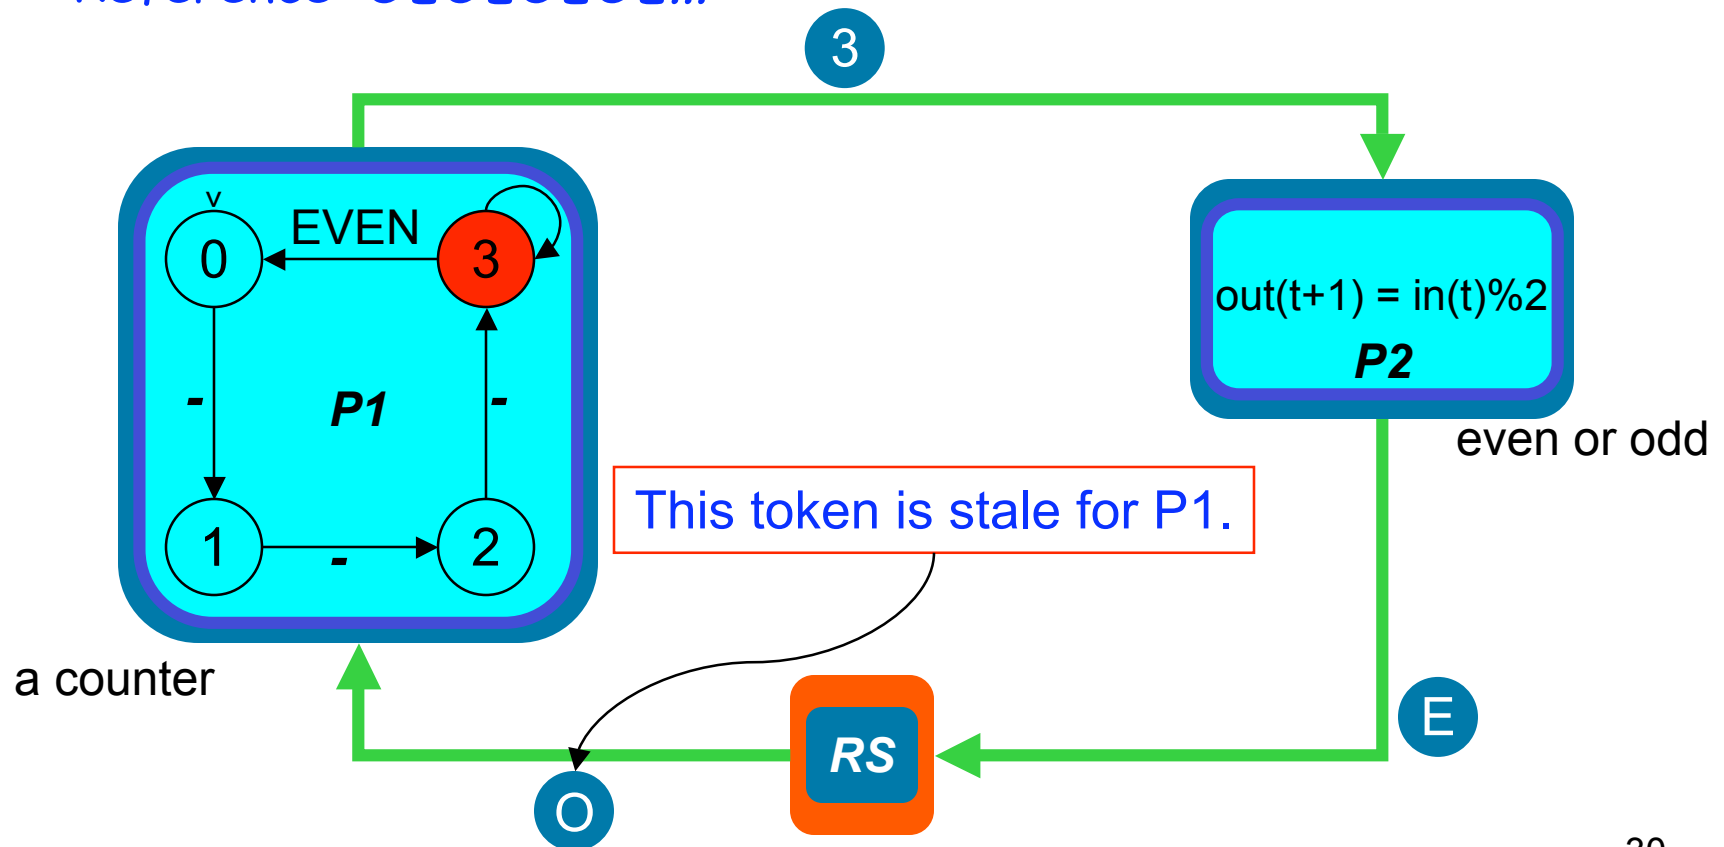 3
v
EVEN
0
3
out(t+1) = in(t)%2
P2
-
P1
-
even or odd
This token is stale for P1.
1
-
2
a counter
E
RS
O